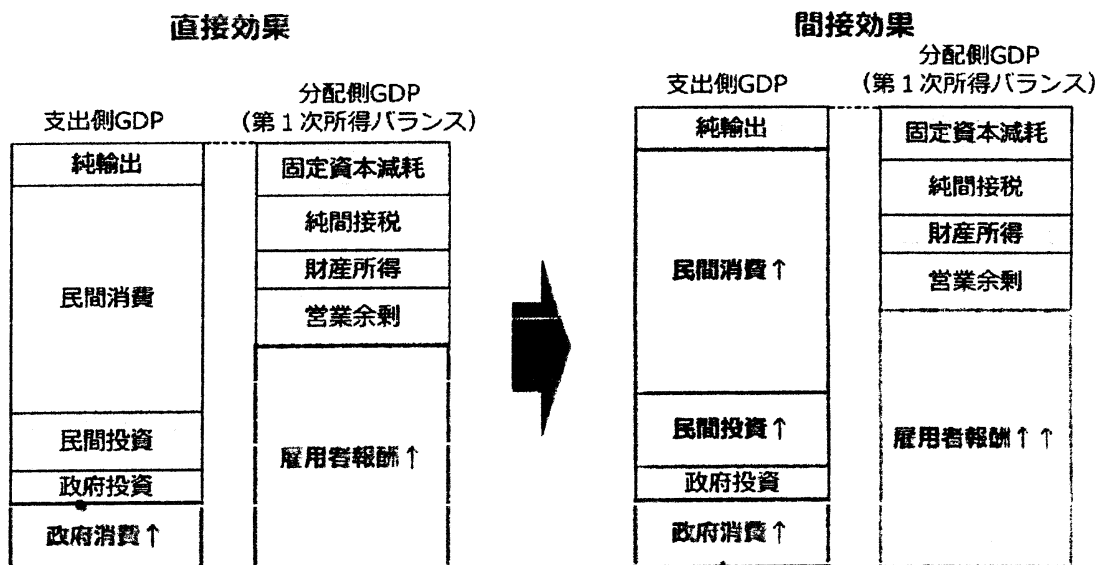 直接効果
支出側GDP
分配側GDP
(第1次所得バランス)
純輸出
民間消費
民間投資
政府投資
政府消費↑
固定資本減耗
純間接税
財産所得
営業余剰
雇用者報酬↑
間接効果
支出側GDP
分配側GDP
(第1次所得バランス)
純輸出
民間消費↑
民間投資↑
政府投資
政府消費↑
固定資本減耗
純間接税
財産所得
営業余剰
雇用者報酬↑↑